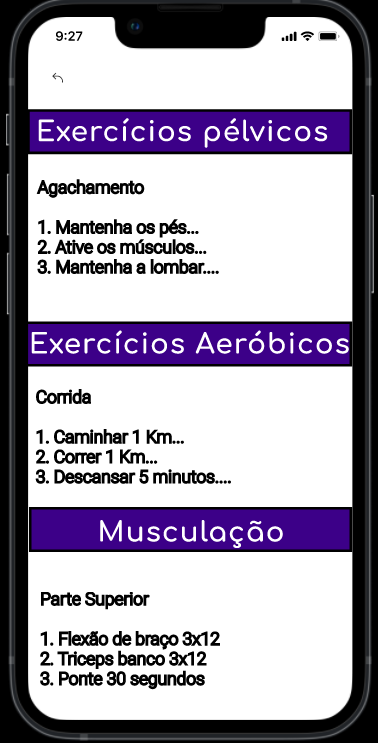 9:27
Exercícios pélvicos
Agachamento
1. Mantenha os pés...
2. Ative os músculos...
3. Mantenha a lombar....
Exercícios Aeróbicos
Corrida
1. Caminhar 1 Km...
2. Correr 1 Km...
3. Descansar 5 minutos....
Musculação
Parte Superior
1. Flexão de braço 3x12
2. Triceps banco 3x12
3. Ponte 30 segundos